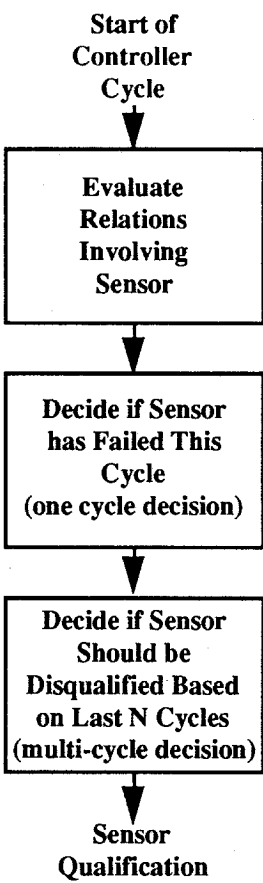 Start of
Controller
Cycle
Evaluate
Relations
Involving
Sensor
Decide if Sensor
has Failed This
Cycle
(one cycle decision)
Decide if Sensor
Should be
Disqualified Based
on Last N Cycles
(multi-cycle decision)
Sensor
Qualification